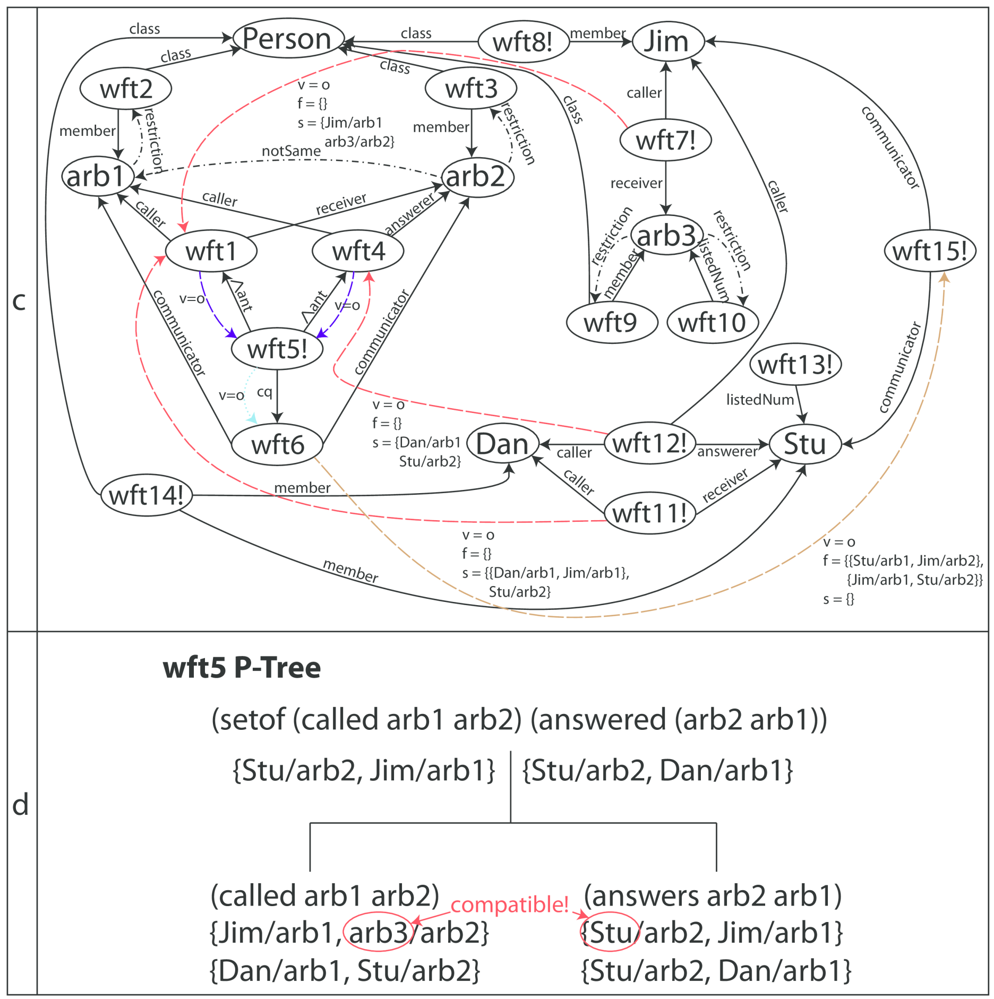 c
class
Person
class
wft8!
member
Jim
class
wft2
class
wft3
v = o
f = {}
s = {Jim/arb1
arb3/arb2}
caller
class
communicator
member
restriction
member
restriction
wft7!
notSame
arb1
arb2
receiver
caller
caller
receiver
answerer
caller
restriction
restriction
arb3
wft1
wft4
member
listedNum
wft15!
v=o
Λant
Λant
v=o
communicator
communicator
wft9
wft10
wft5!
wft13!
communicator
v=o
cq
listedNum
v = o
f = {}
s = {Dan/arb1
Stu/arb2}
wft6
Dan
caller
wft12!
answerer
Stu
wft14!
member
caller
receiver
wft11!
v = o
f = {}
s = {{Dan/arb1, Jim/arb1},
Stu/arb2}
member
v = o
f = {{Stu/arb1, Jim/arb2},
{Jim/arb1, Stu/arb2}}
s = {}
d
wft5 P-Tree
(setof (called arb1 arb2) (answered (arb2 arb1))
{Stu/arb2, Jim/arb1} {Stu/arb2, Dan/arb1}
(called arb1 arb2) compatible! (answers arb2 arb1)
{Jim/arb1, arb3/arb2} {Stu/arb2, Jim/arb1}
{Dan/arb1, Stu/arb2} {Stu/arb2, Dan/arb1}